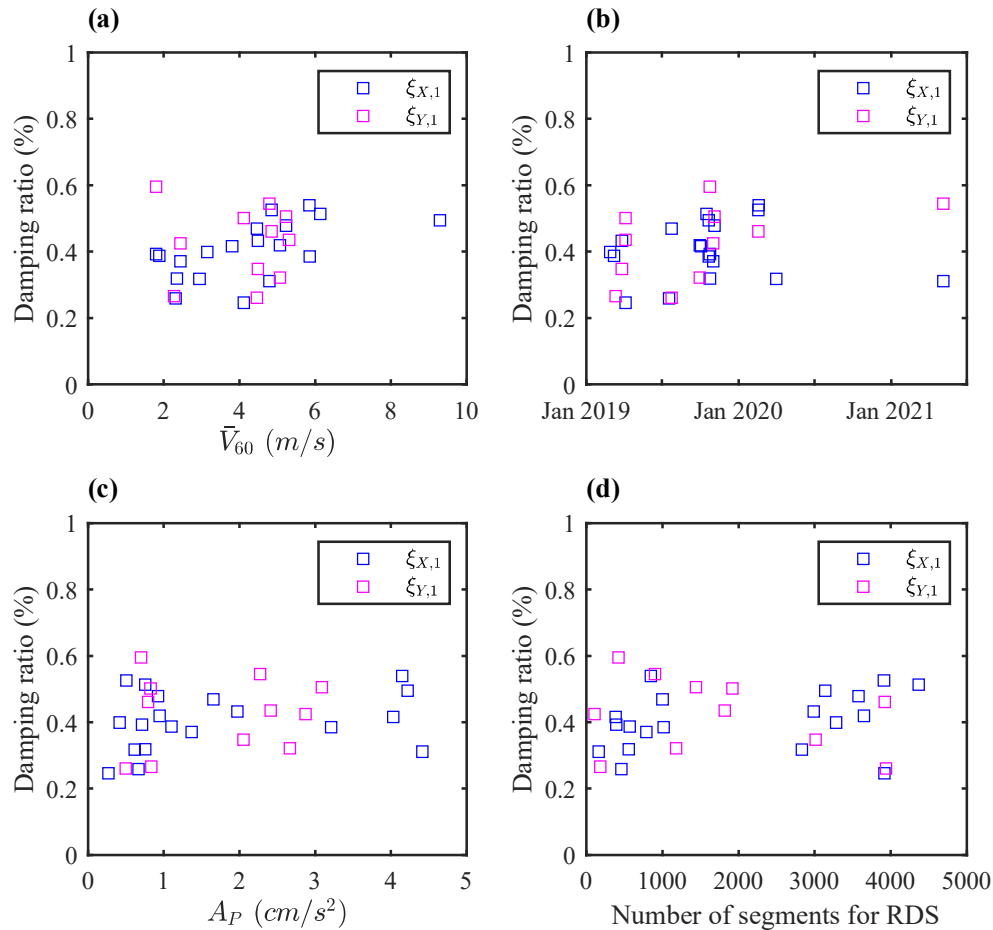 (a)
1
0.8
0.6
0.4
0.2
0
Damping ratio (%)
ξX,1
ξY,1
0 2 4 6 8 10
V̄60 (m/s)
(b)
1
0.8
0.6
0.4
0.2
0
Damping ratio (%)
ξX,1
ξY,1
Jan 2019 Jan 2020 Jan 2021
(c)
1
0.8
0.6
0.4
0.2
0
Damping ratio (%)
ξX,1
ξY,1
0 1 2 3 4 5
AP (cm/s²)
(d)
1
0.8
0.6
0.4
0.2
0
Damping ratio (%)
ξX,1
ξY,1
0 1000 2000 3000 4000 5000
Number of segments for RDS